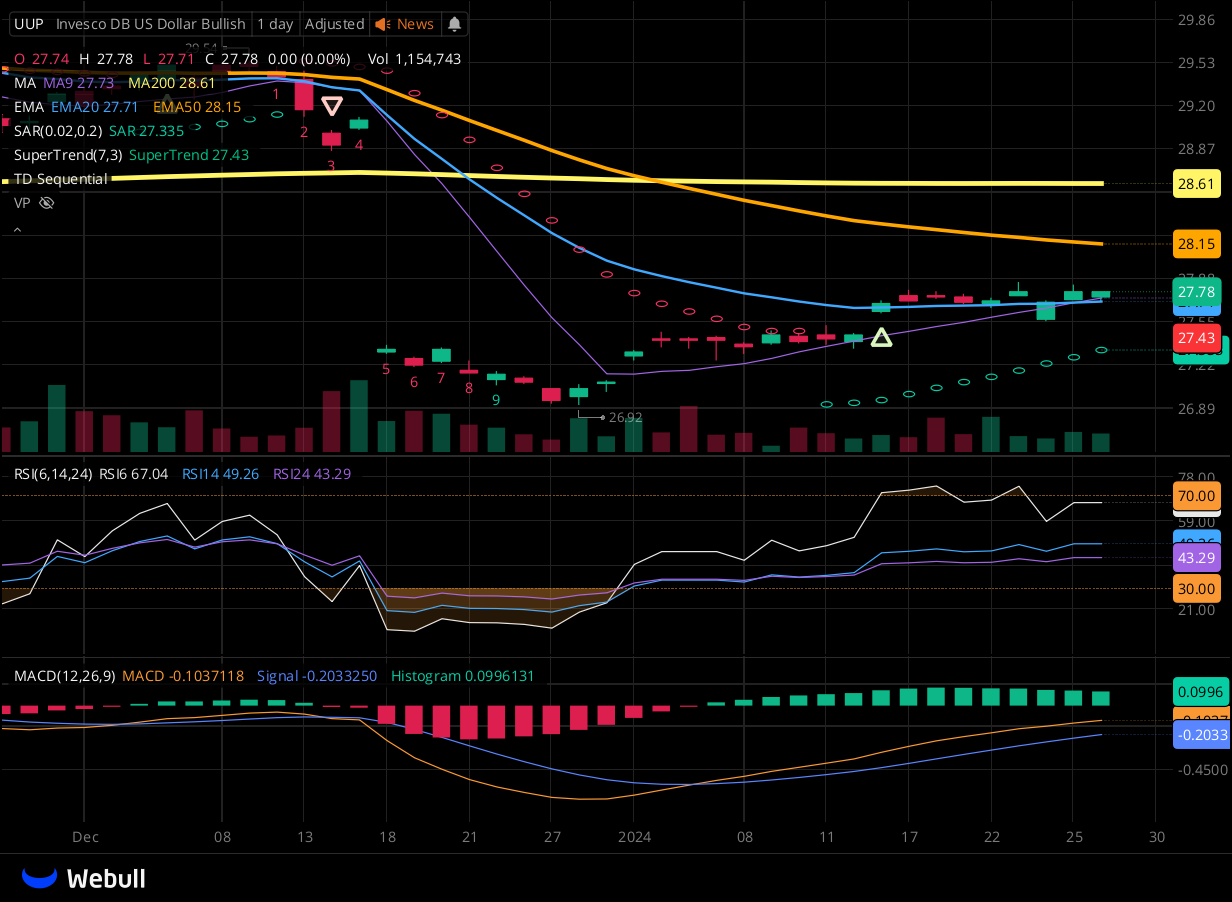 UUP Invesco DB US Dollar Bullish 1 day Adjusted News
29.86
O 27.74 H 27.78 L 27.71 C 27.78 0.00 (0.00%) Vol 1,154,743
29.53
MA MA9 27.73 MA200 28.61
EMA EMA20 27.71 EMA50 28.15
29.20
SAR(0.02,0.2) SAR 27.335
SuperTrend(7,3) SuperTrend 27.43
28.87
TD Sequential
28.61
VP
28.15
27.78
27.43
27.22
26.89
1
2
3
4
5
6
7
8
9
26.92
RSI(6,14,24) RSI6 67.04 RSI14 49.26 RSI24 43.29
78.00
70.00
59.00
43.29
30.00
21.00
MACD(12,26,9) MACD -0.1037118 Signal -0.2033250 Histogram 0.0996131
0.0996
-0.2033
-0.4500
Dec 08 13 18 21 27 2024 08 11 17 22 25 30
Webull